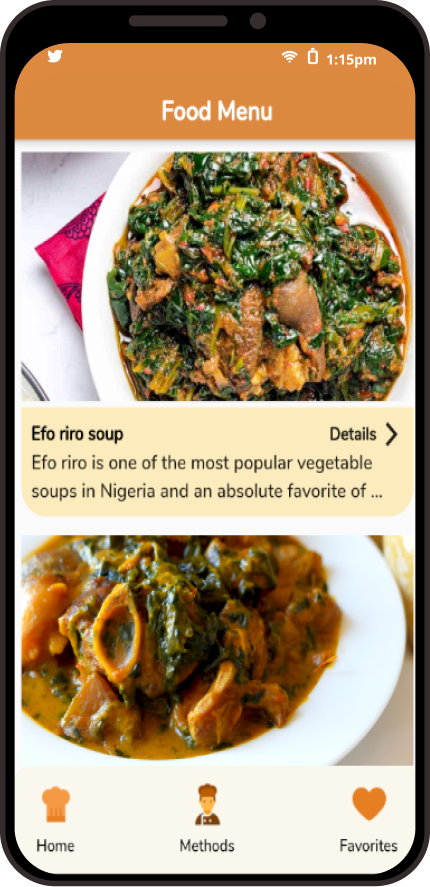 1:15pm
Food Menu
Efo riro soup Details
Efo riro is one of the most popular vegetable
soups in Nigeria and an absolute favorite of ...
Home Methods Favorites